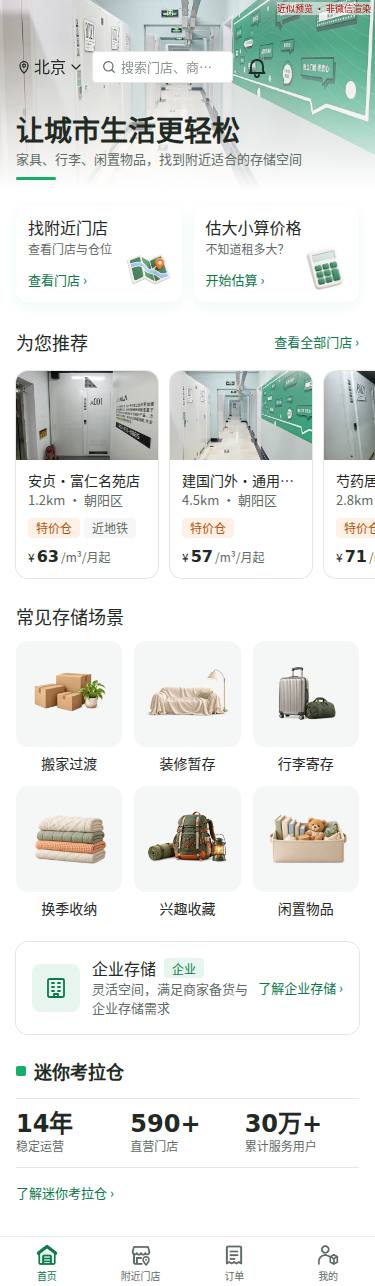 近似预览 · 非微信渲染
北京
搜索门店、商…
让城市生活更轻松
家具、行李、闲置物品，找到附近适合的存储空间
找附近门店
查看门店与仓位
查看门店 ›
估大小算价格
不知道租多大？
开始估算 ›
为您推荐
查看全部门店 ›
安贞·富仁名苑店
1.2km · 朝阳区
特价仓 近地铁
¥63/m³/月起
建国门外·通用…
4.5km · 朝阳区
特价仓
¥57/m³/月起
芍药居
2.8km
特价仓
¥71/
常见存储场景
搬家过渡
装修暂存
行李寄存
换季收纳
兴趣收藏
闲置物品
企业存储 企业
灵活空间，满足商家备货与
企业存储需求
了解企业存储 ›
迷你考拉仓
14年
稳定运营
590+
直营门店
30万+
累计服务用户
了解迷你考拉仓 ›
首页
附近门店
订单
我的